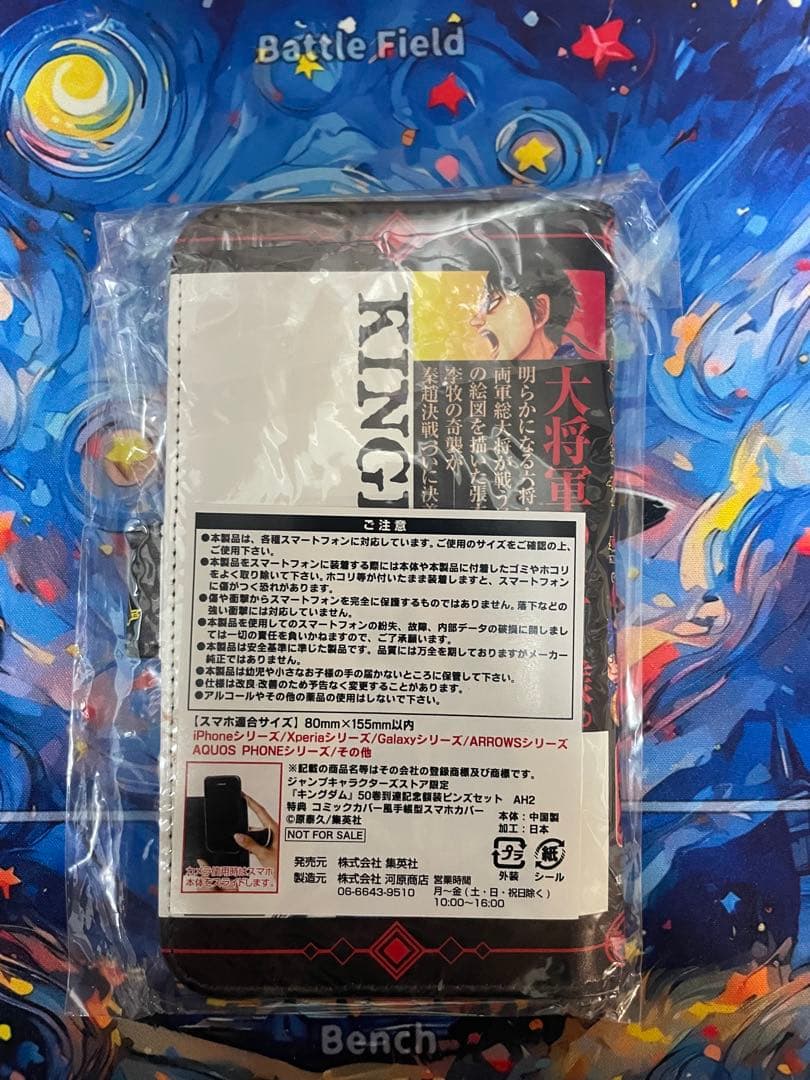 Battle Field
KING
大将軍
明らかになる六将、
両軍総大将が戦う
の絵図を描いた張
李牧の奇襲が
秦趙決戦ついに決着
ご注意
●本製品は、各種スマートフォンに対応しています。ご使用のサイズをご確認の上、
ご使用下さい。
●本製品をスマートフォンに装着する際には本体や本製品に付着したゴミやホコリ
をよく取り除いて下さい。ホコリ等が付いたまま装着しますと、スマートフォン
に傷がつく恐れがあります。
●傷や衝撃からスマートフォンを完全に保護するものではありません。落下などの
強い衝撃には対応していません。
●本製品を使用してのスマートフォンの紛失、故障、内部データの破損に関しまし
ては一切の責任を負いかねますので、ご了承願います。
●本製品は安全基準に準じた製品です。品質には万全を期しておりますがメーカー
純正ではありません。
●本製品は幼児や小さなお子様の手の届かないところに保管して下さい。
●仕様は改良・改善のため予告なく変更することがあります。
●アルコールやその他の薬品の使用はしないで下さい。
【スマホ適合サイズ】80mm×155mm以内
iPhoneシリーズ/Xperiaシリーズ/Galaxyシリーズ/ARROWSシリーズ
AQUOS PHONEシリーズ/その他
※記載の商品名等はその会社の登録商標及び商標です。
ジャンプキャラクターズストア限定
「キングダム」50巻到達記念額装ピンズセット AH2
特典 コミックカバー風手帳型スマホカバー
©原泰久/集英社
本体：中国製
加工：日本
NOT FOR SALE
プラ
外装
紙
シール
カメラ使用時はスマホ
本体をスライドします。
発売元 株式会社 集英社
製造元 株式会社 河原商店
06-6643-9510
営業時間
月〜金(土・日・祝日除く)
10:00〜16:00
Bench